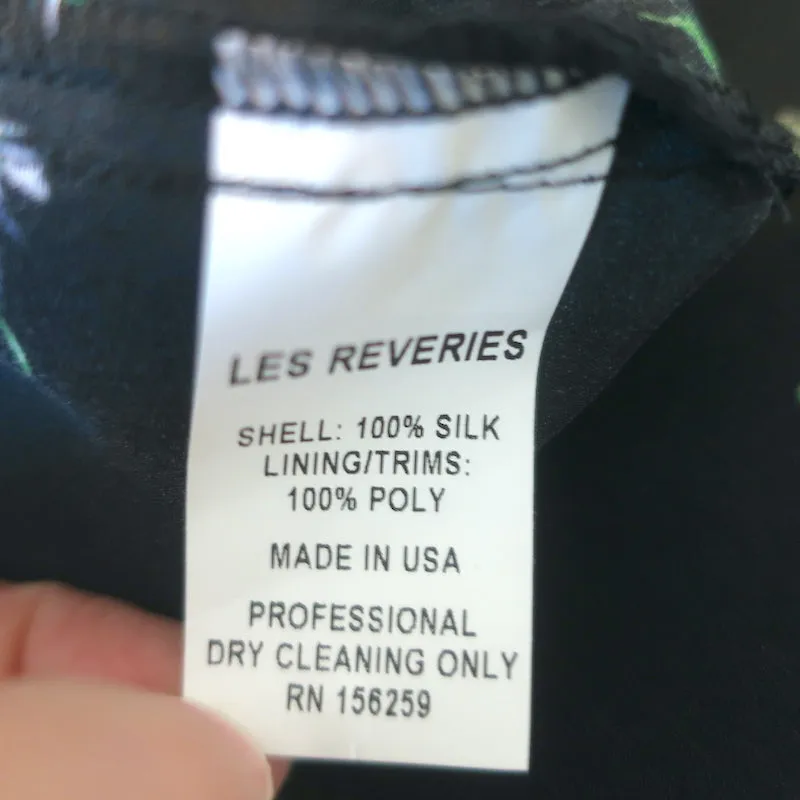 LES REVERIES
SHELL: 100% SILK
LINING/TRIMS:
100% POLY
MADE IN USA
PROFESSIONAL
DRY CLEANING ONLY
RN 156259